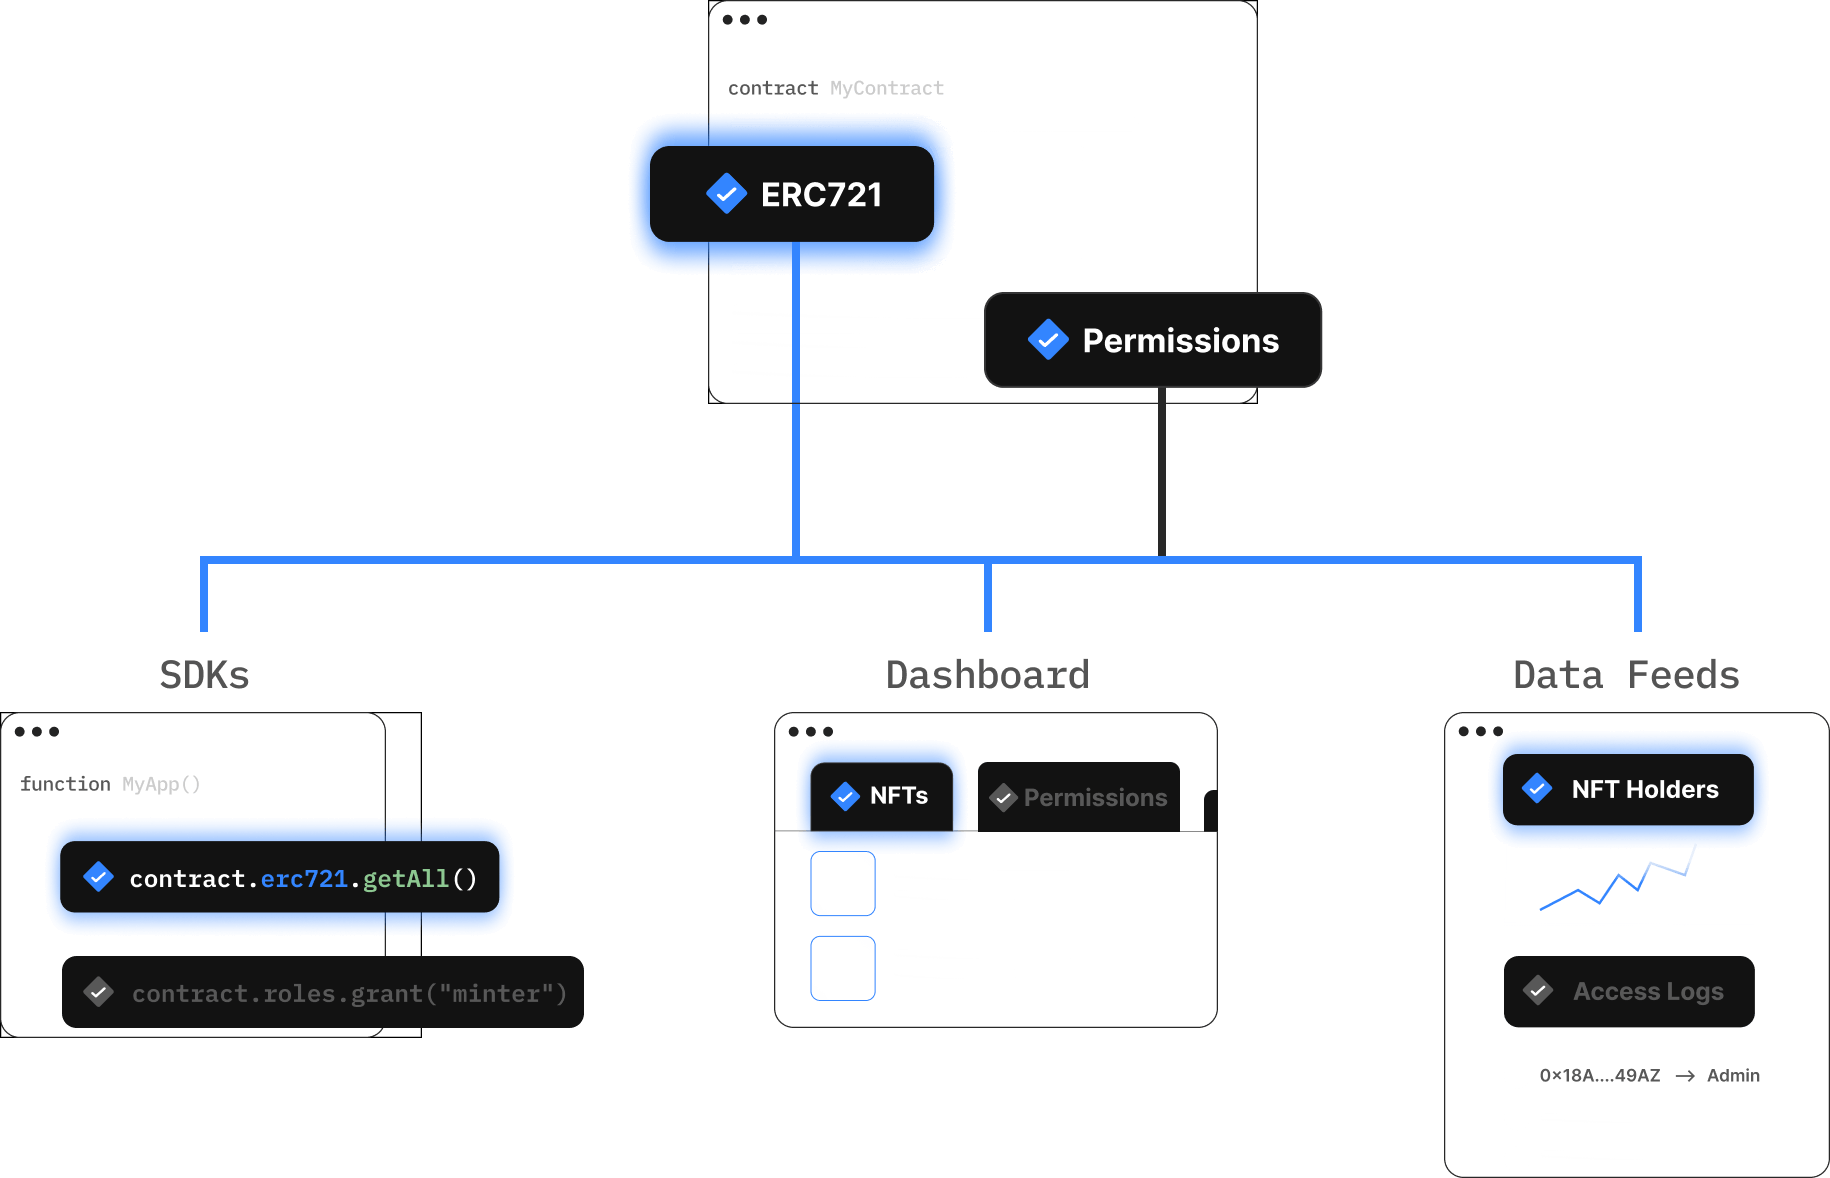 contract MyContract
ERC721
Permissions
SDKs
Dashboard
Data Feeds
function MyApp()
contract.erc721.getAll()
contract.roles.grant("minter")
NFTs
Permissions
NFT Holders
Access Logs
0×18A....49AZ → Admin